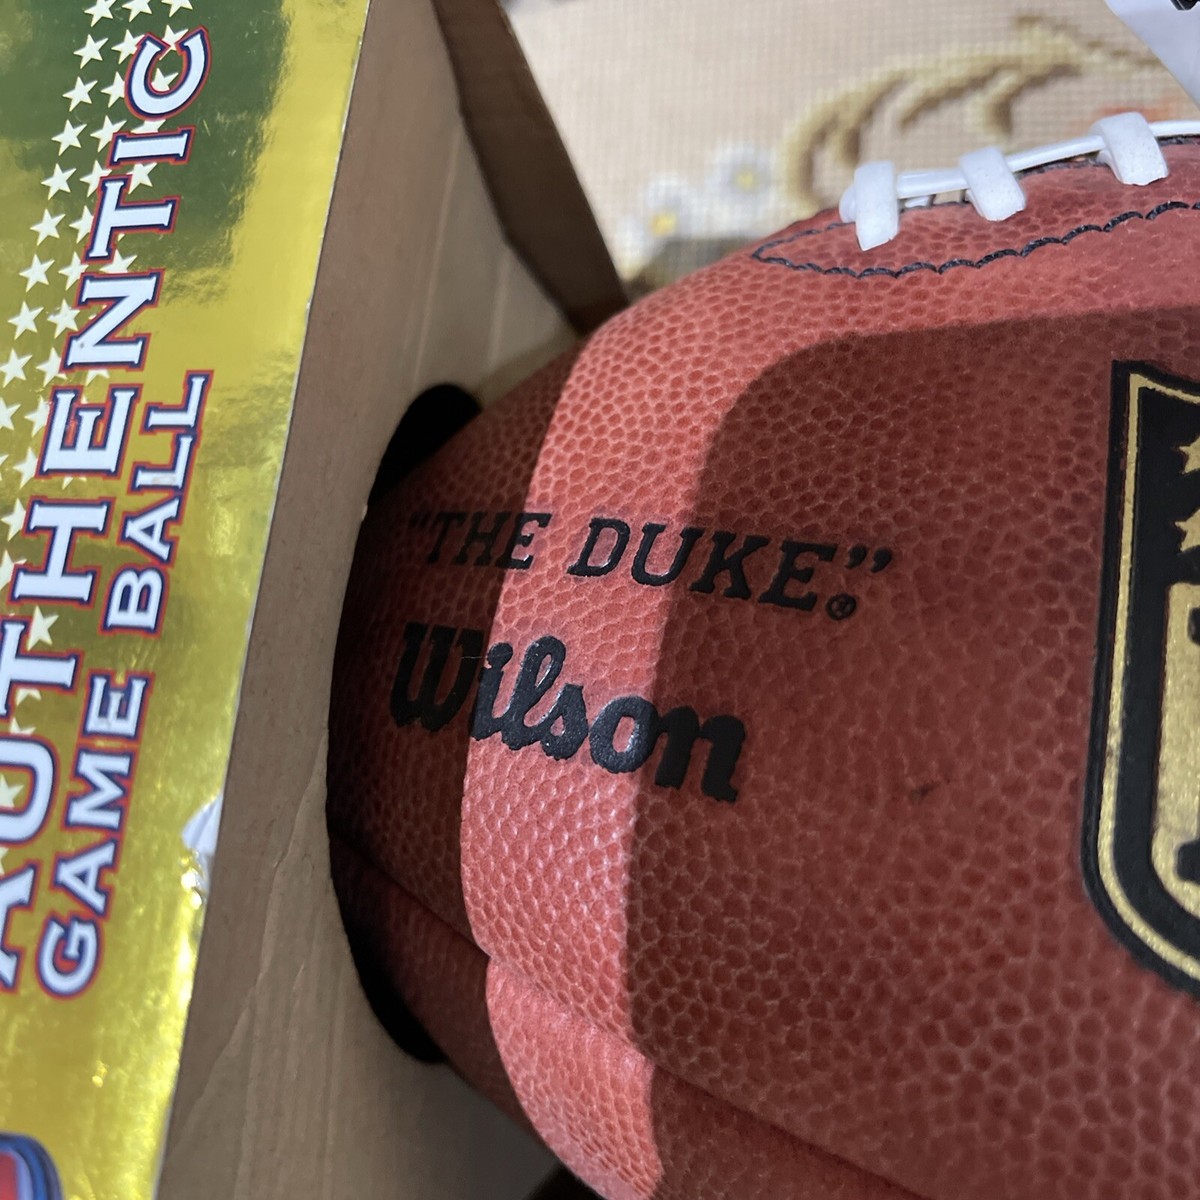 AUTHENTIC
GAME BALL
"THE DUKE."®
Wilson